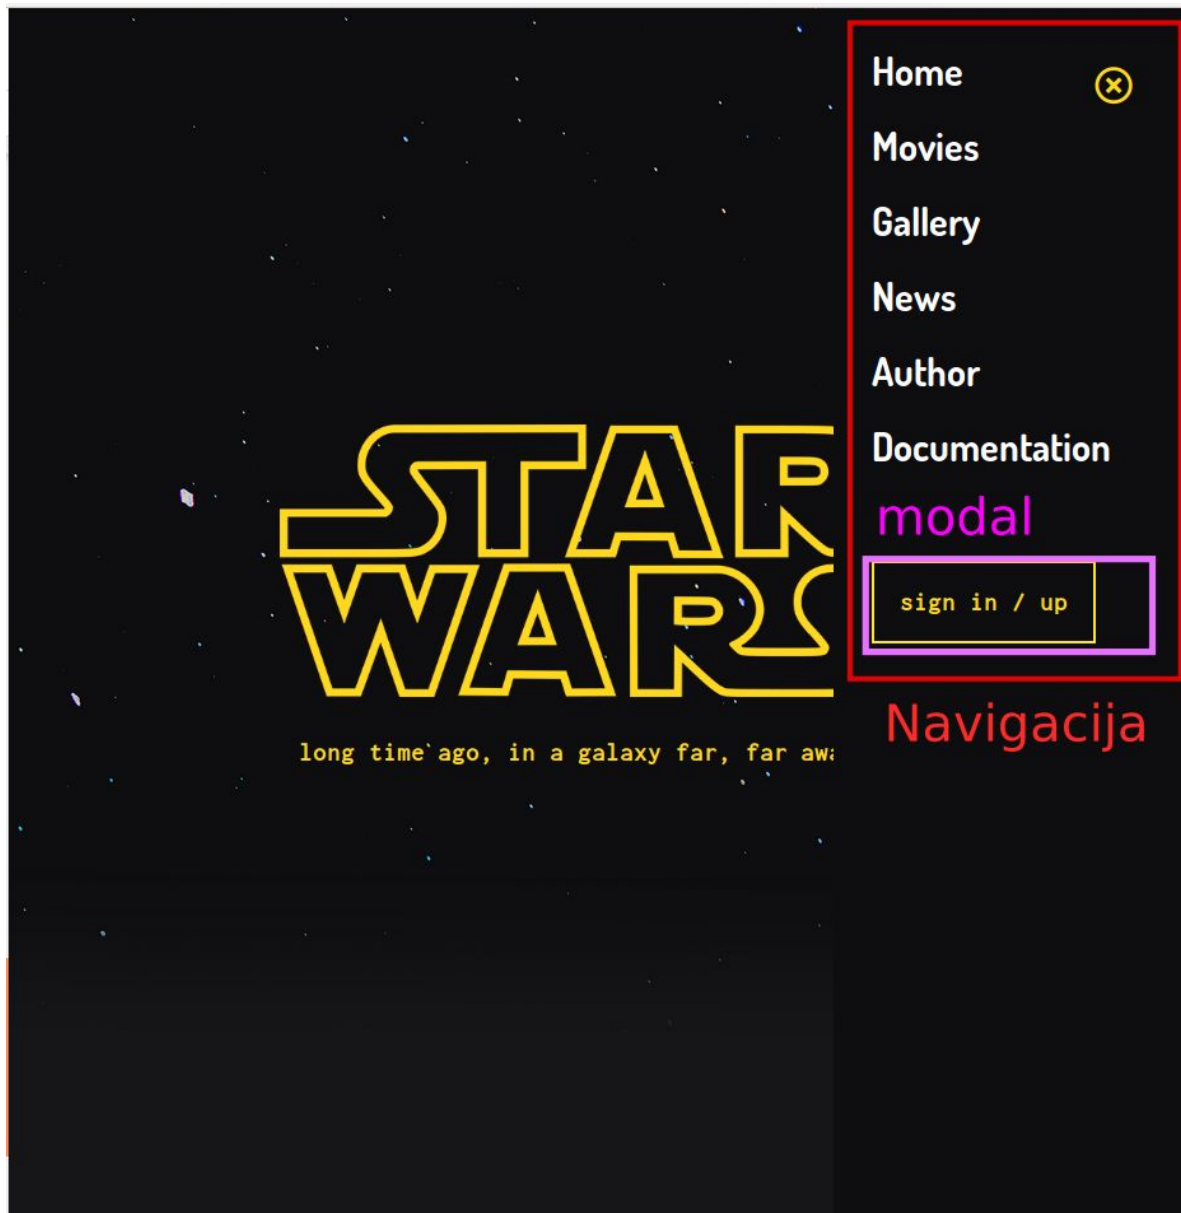 Home
Movies
Gallery
News
Author
Documentation
modal
sign in / up
Navigacija
STAR
WARS
long time ago, in a galaxy far, far